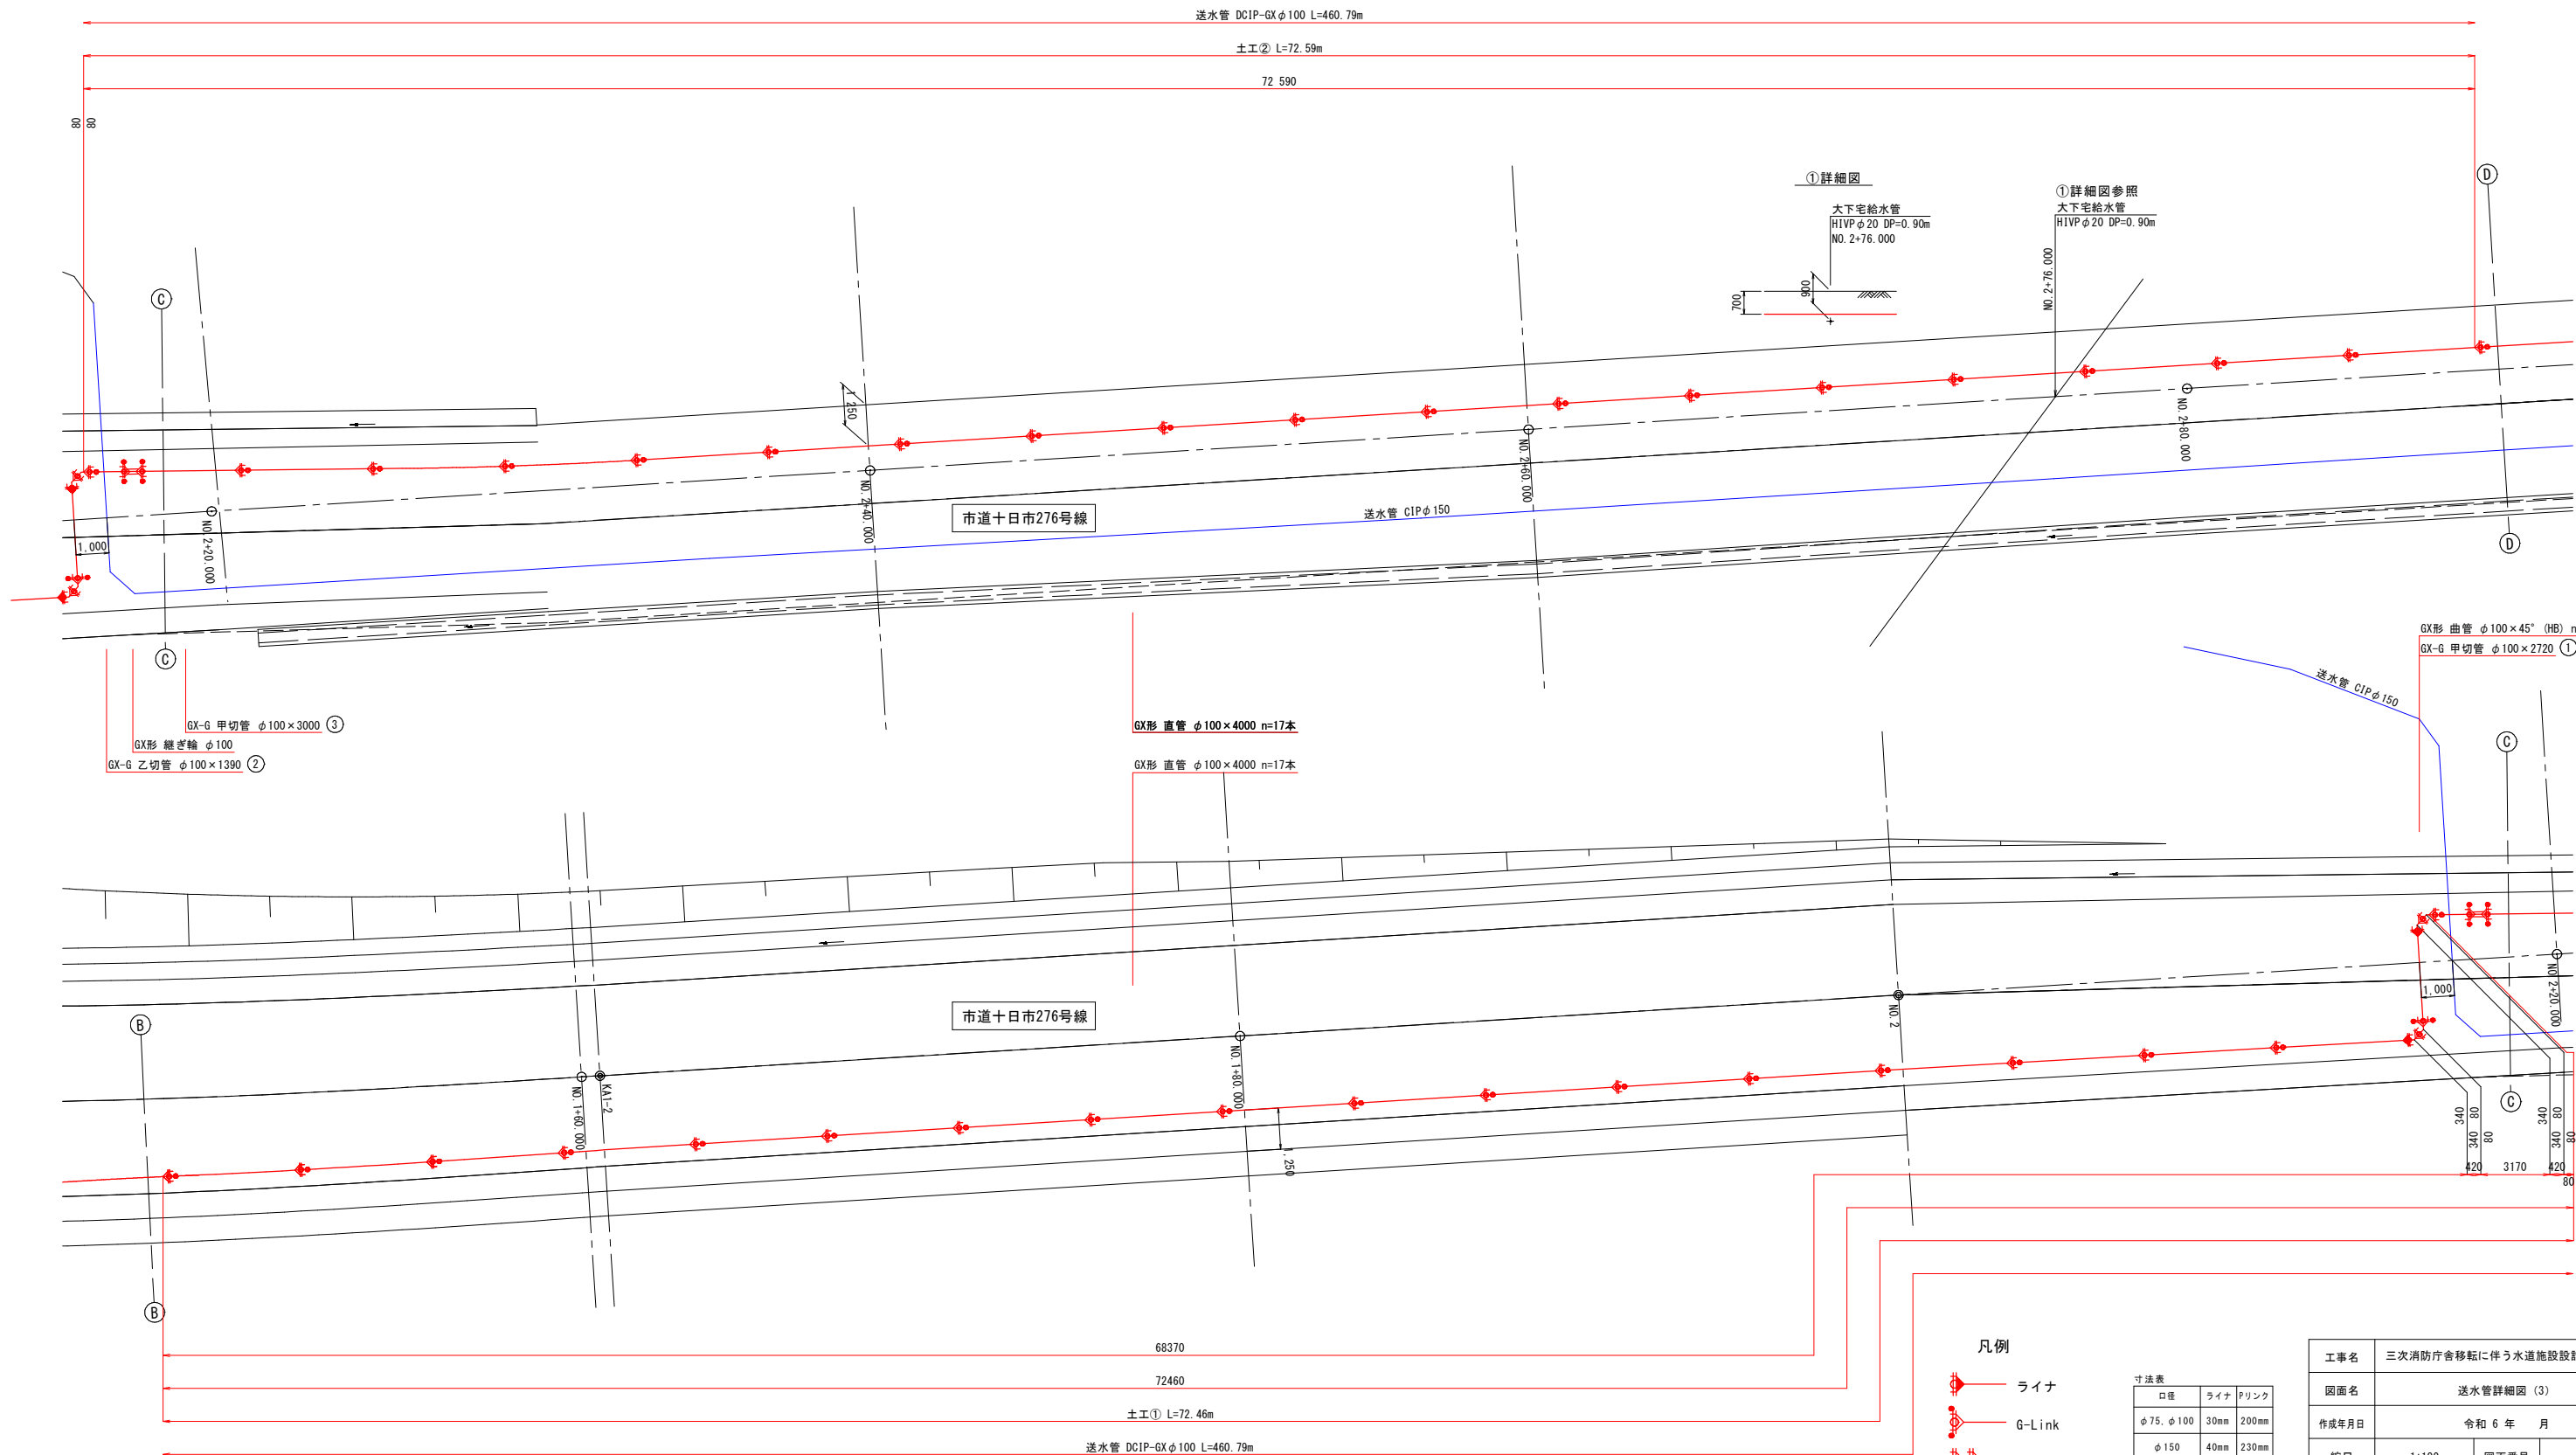 送水管 DCIP-GXφ100 L=460.79m
土工② L=72.59m
72 590
80
80
①詳細図
大下宅給水管
HIVPφ20 DP=0.90m
NO.2+76.000
700
900
①詳細図参照
大下宅給水管
HIVPφ20 DP=0.90m
NO.2+76.000
D
C
1,250
NO.2+20.000
NO.2+40.000
NO.2+60.000
NO.2+80.000
市道十日市276号線
送水管 CIPφ150
1,000
D
C
GX-G 甲切管 φ100×3000 ③
GX形 継ぎ輪 φ100
GX-G 乙切管 φ100×1390 ②
GX形 直管 φ100×4000 n=17本
GX形 直管 φ100×4000 n=17本
GX形 曲管 φ100×45° (HB) n
GX-G 甲切管 φ100×2720 ①
送水管 CIPφ150
C
B
市道十日市276号線
NO.1+60.000
KA1-2
NO.1+80.000
NO.2
NO.2+20.000
1,000
1,250
C
B
340
80
340
80
340
80
340
80
420
3170
420
80
68370
72460
土工① L=72.46m
送水管 DCIP-GXφ100 L=460.79m
凡例
ライナ
G-Link
寸法表
口径 ライナ Pリンク
φ75, φ100 30mm 200mm
φ150 40mm 230mm
工事名 三次消防庁舎移転に伴う水道施設設
図面名 送水管詳細図 (3)
作成年月日 令和 6 年 月